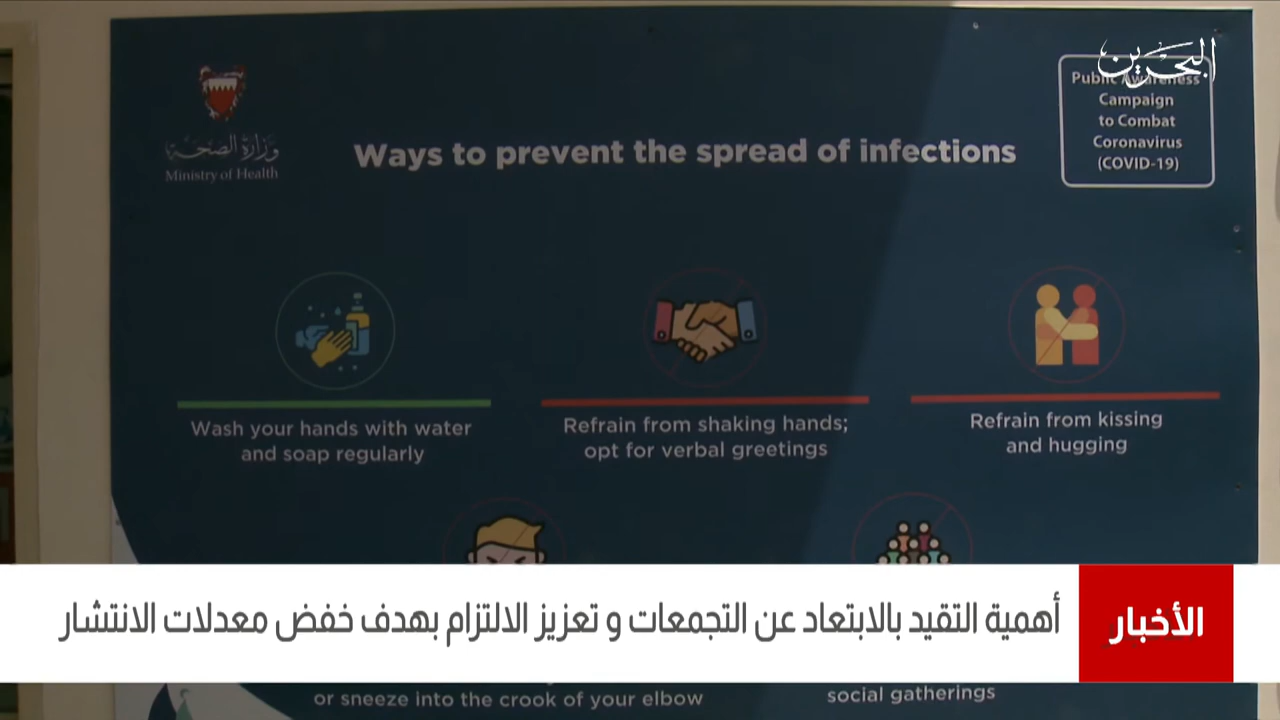 البحرين
Public Awareness
Campaign
to Combat
Coronavirus
(COVID-19)
وزارة الصحة
Ministry of Health
Ways to prevent the spread of infections
Wash your hands with water
and soap regularly
Refrain from shaking hands;
opt for verbal greetings
Refrain from kissing
and hugging
الأخبار
أهمية التقيد بالابتعاد عن التجمعات و تعزيز الالتزام بهدف خفض معدلات الانتشار
or sneeze into the crook of your elbow
social gatherings